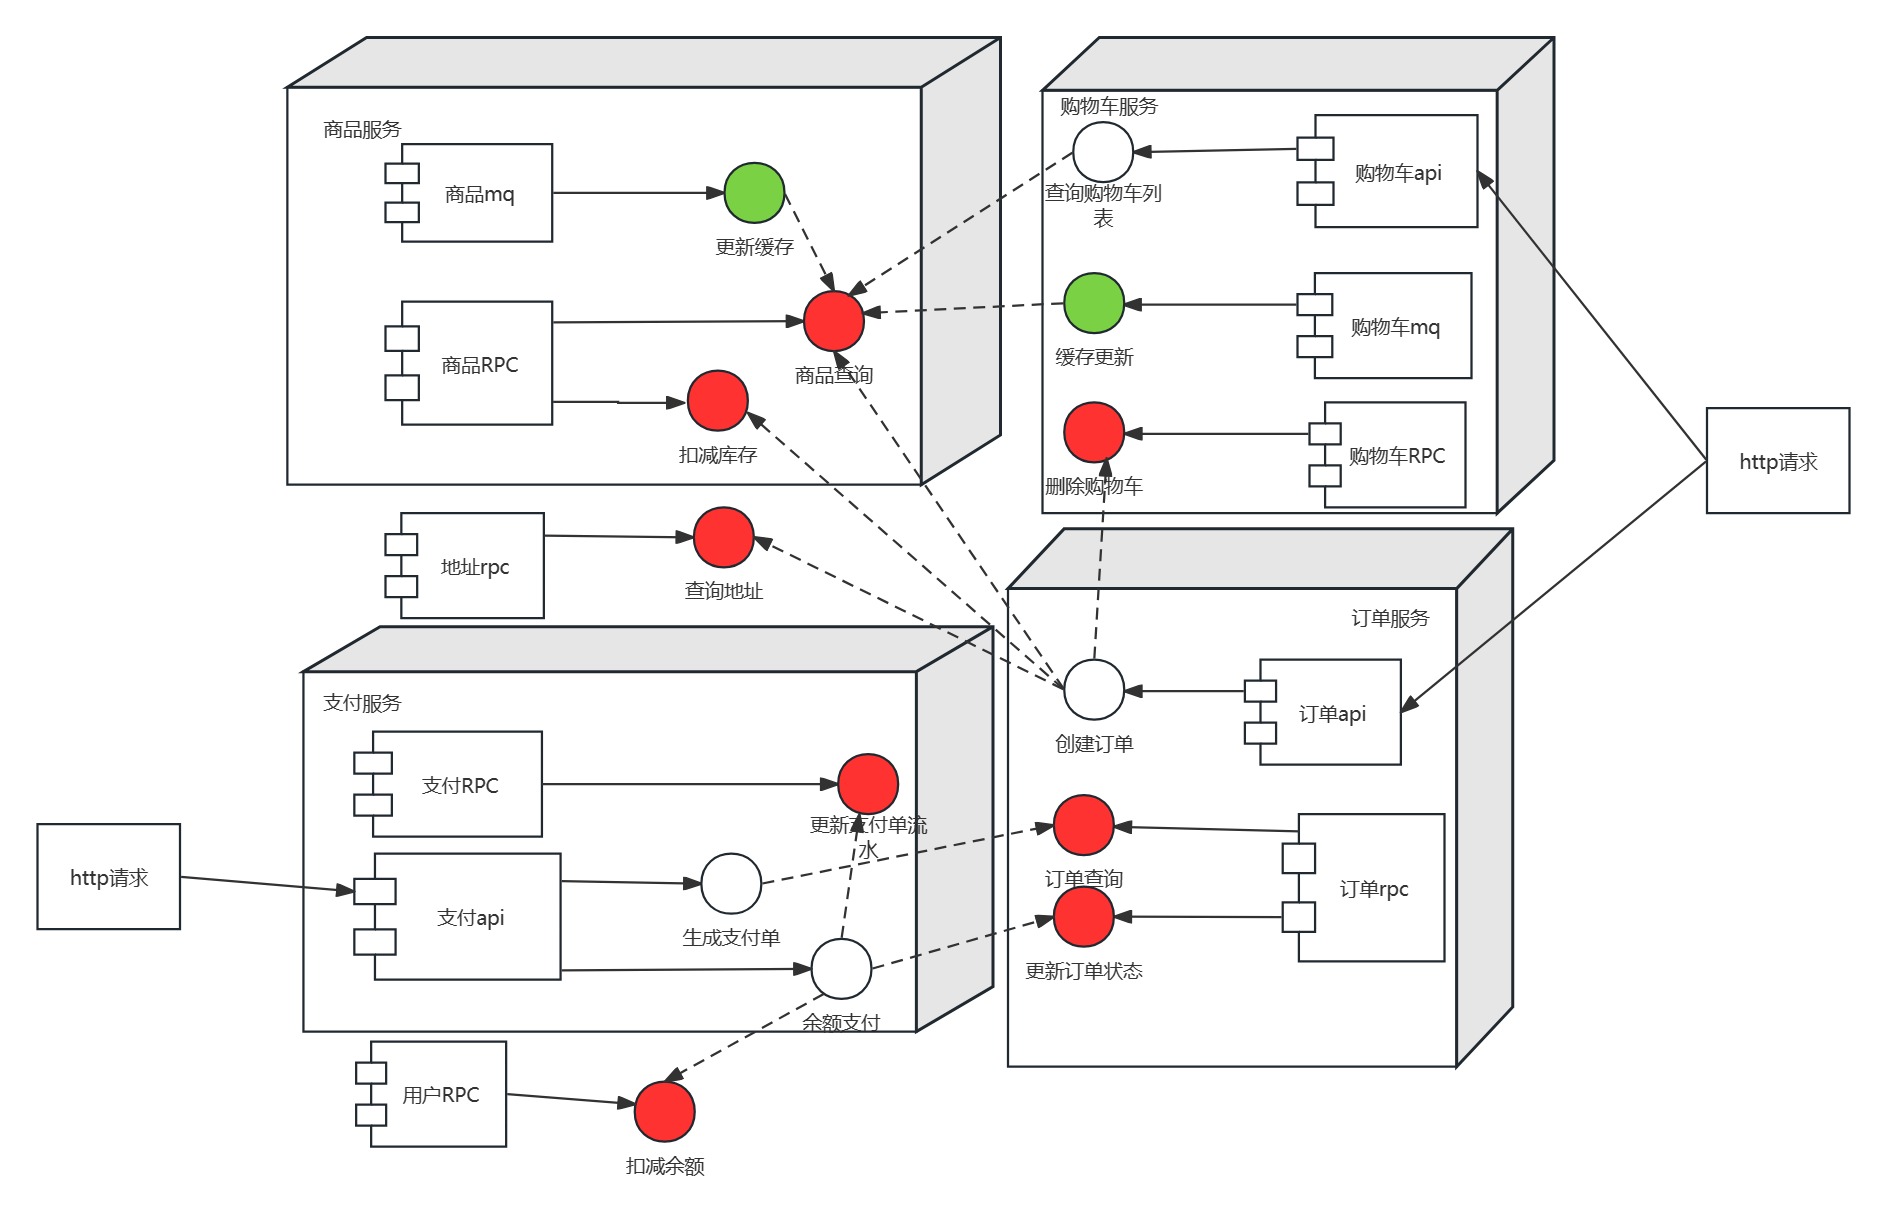 商品服务
商品mq
更新缓存
商品RPC
商品查询
扣减库存
购物车服务
购物车api
查询购物车列
表
购物车mq
缓存更新
购物车RPC
删除购物车
http请求
地址rpc
查询地址
订单服务
订单api
创建订单
订单查询
订单rpc
更新订单状态
支付服务
支付RPC
更新支付单流
水
http请求
支付api
生成支付单
余额支付
用户RPC
扣减余额